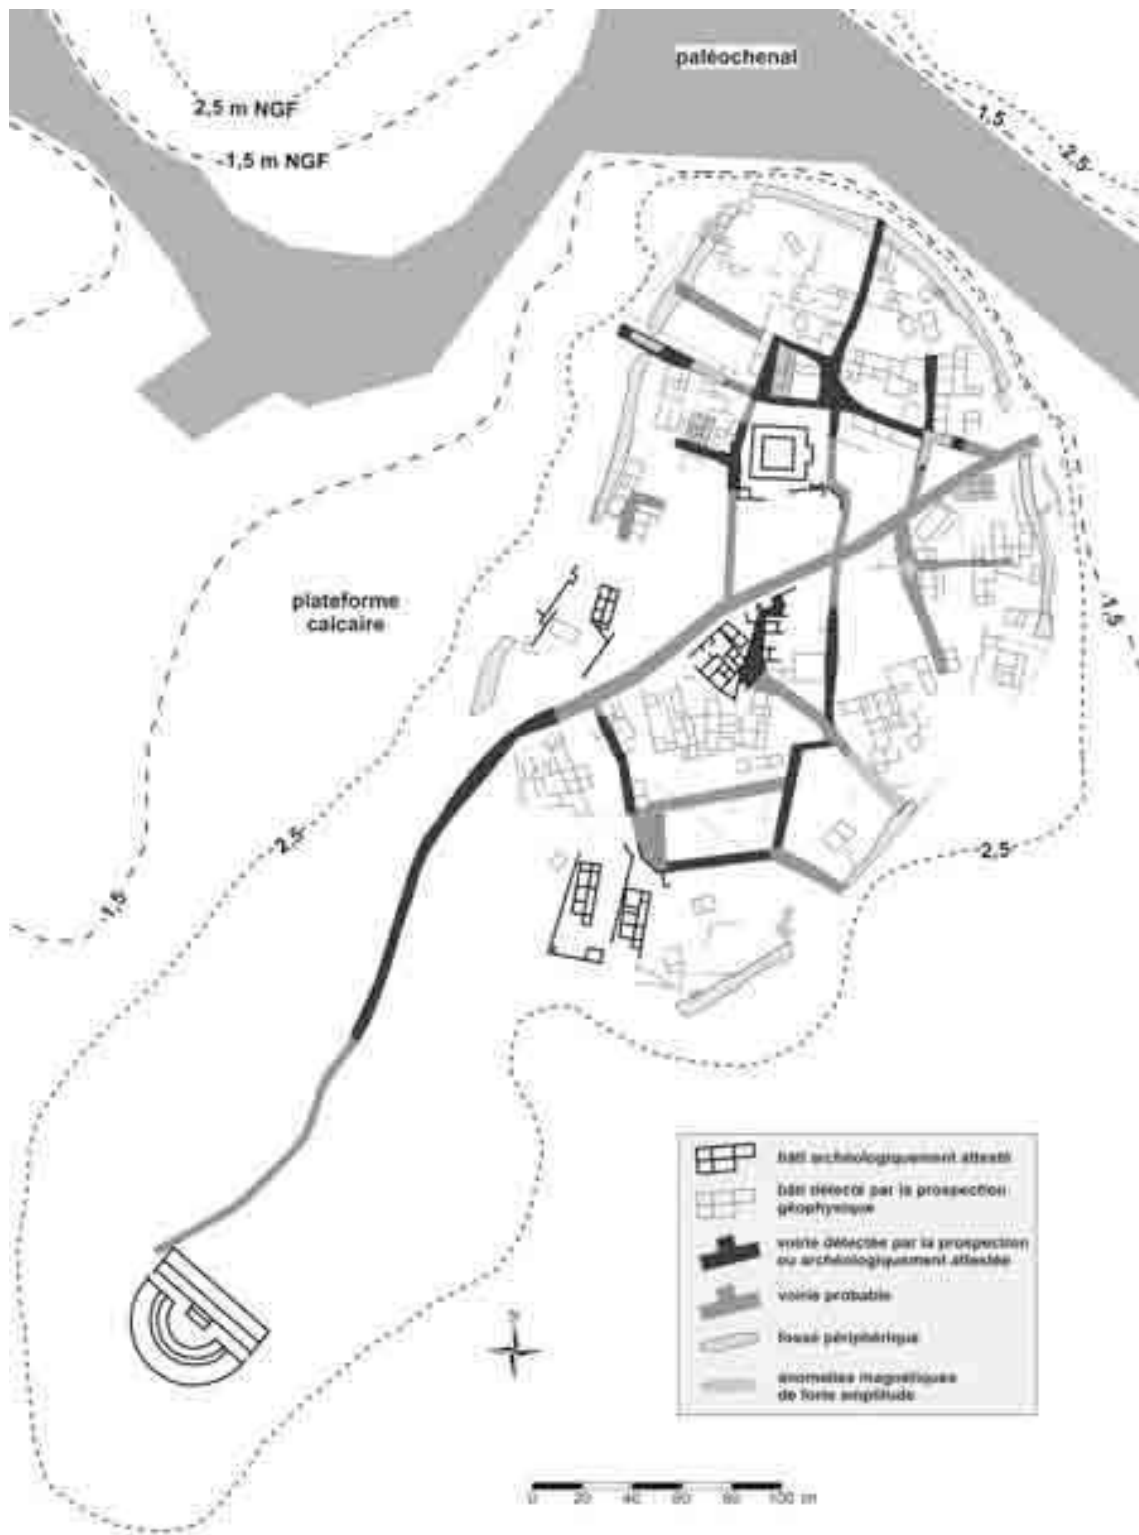 paléochenal
2,5 m NGF
1,5 m NGF
1,5
2,5
plateforme
calcaire
1,5
2,5
2,5
1,5
bâti archéologiquement attesté
bâti détecté par la prospection
géophysique
voirie détectée par la prospection
ou archéologiquement attestée
voirie probable
fossé périphérique
anomalies magnétiques
de forte amplitude
N
0 20 40 60 80 100 m